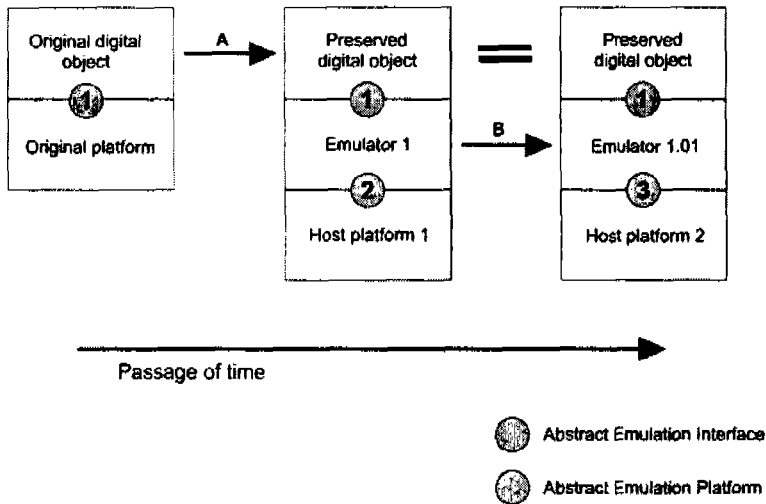 Original digital
object
1
Original platform
A
Preserved
digital object
1
Emulator 1
2
Host platform 1
B
Preserved
digital object
1
Emulator 1.01
3
Host platform 2
Passage of time
Abstract Emulation Interface
Abstract Emulation Platform